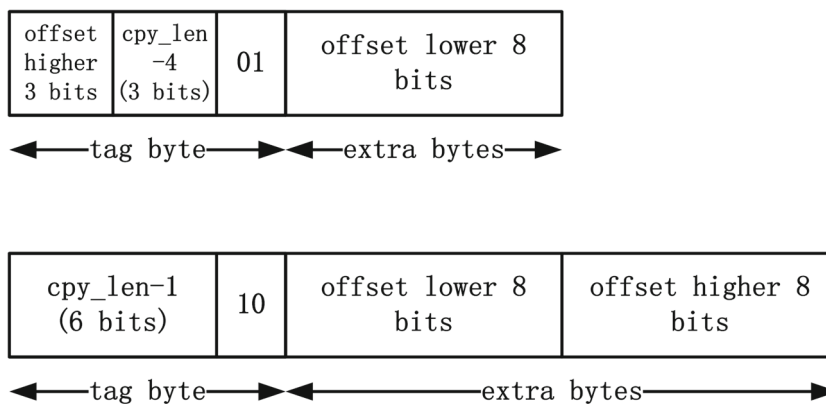 offset
higher
3 bits
cpy_len
-4
(3 bits)
01
offset lower 8
bits
tag byte
extra bytes
cpy_len-1
(6 bits)
10
offset lower 8
bits
offset higher 8
bits
tag byte
extra bytes